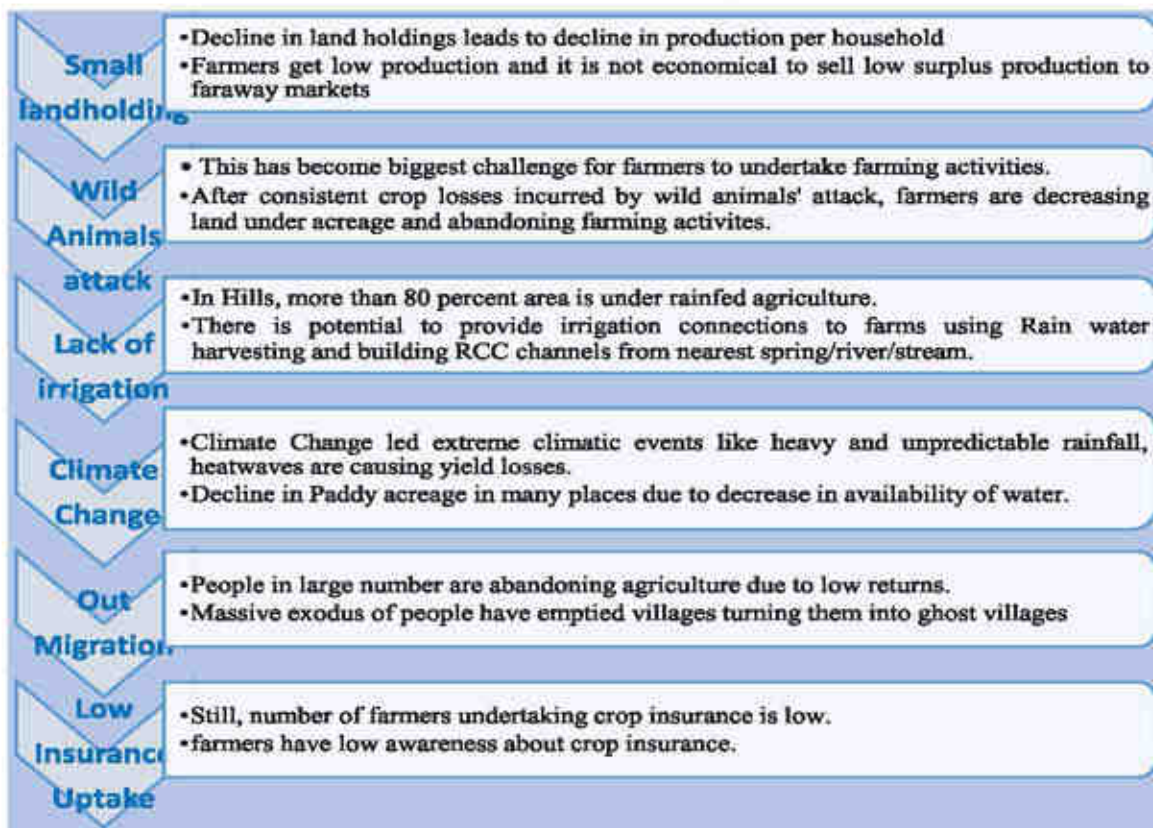 Small
landholding
•Decline in land holdings leads to decline in production per household
•Farmers get low production and it is not economical to sell low surplus production to
faraway markets
Wild
Animals
attack
• This has become biggest challenge for farmers to undertake farming activities.
•After consistent crop losses incurred by wild animals' attack, farmers are decreasing
land under acreage and abandoning farming activites.
Lack of
irrigation
•In Hills, more than 80 percent area is under rainfed agriculture.
•There is potential to provide irrigation connections to farms using Rain water
harvesting and building RCC channels from nearest spring/river/stream.
Climate
Change
•Climate Change led extreme climatic events like heavy and unpredictable rainfall,
heatwaves are causing yield losses.
•Decline in Paddy acreage in many places due to decrease in availability of water.
Out
Migration
•People in large number are abandoning agriculture due to low returns.
•Massive exodus of people have emptied villages turning them into ghost villages
Low
Insurance
Uptake
•Still, number of farmers undertaking crop insurance is low.
•farmers have low awareness about crop insurance.